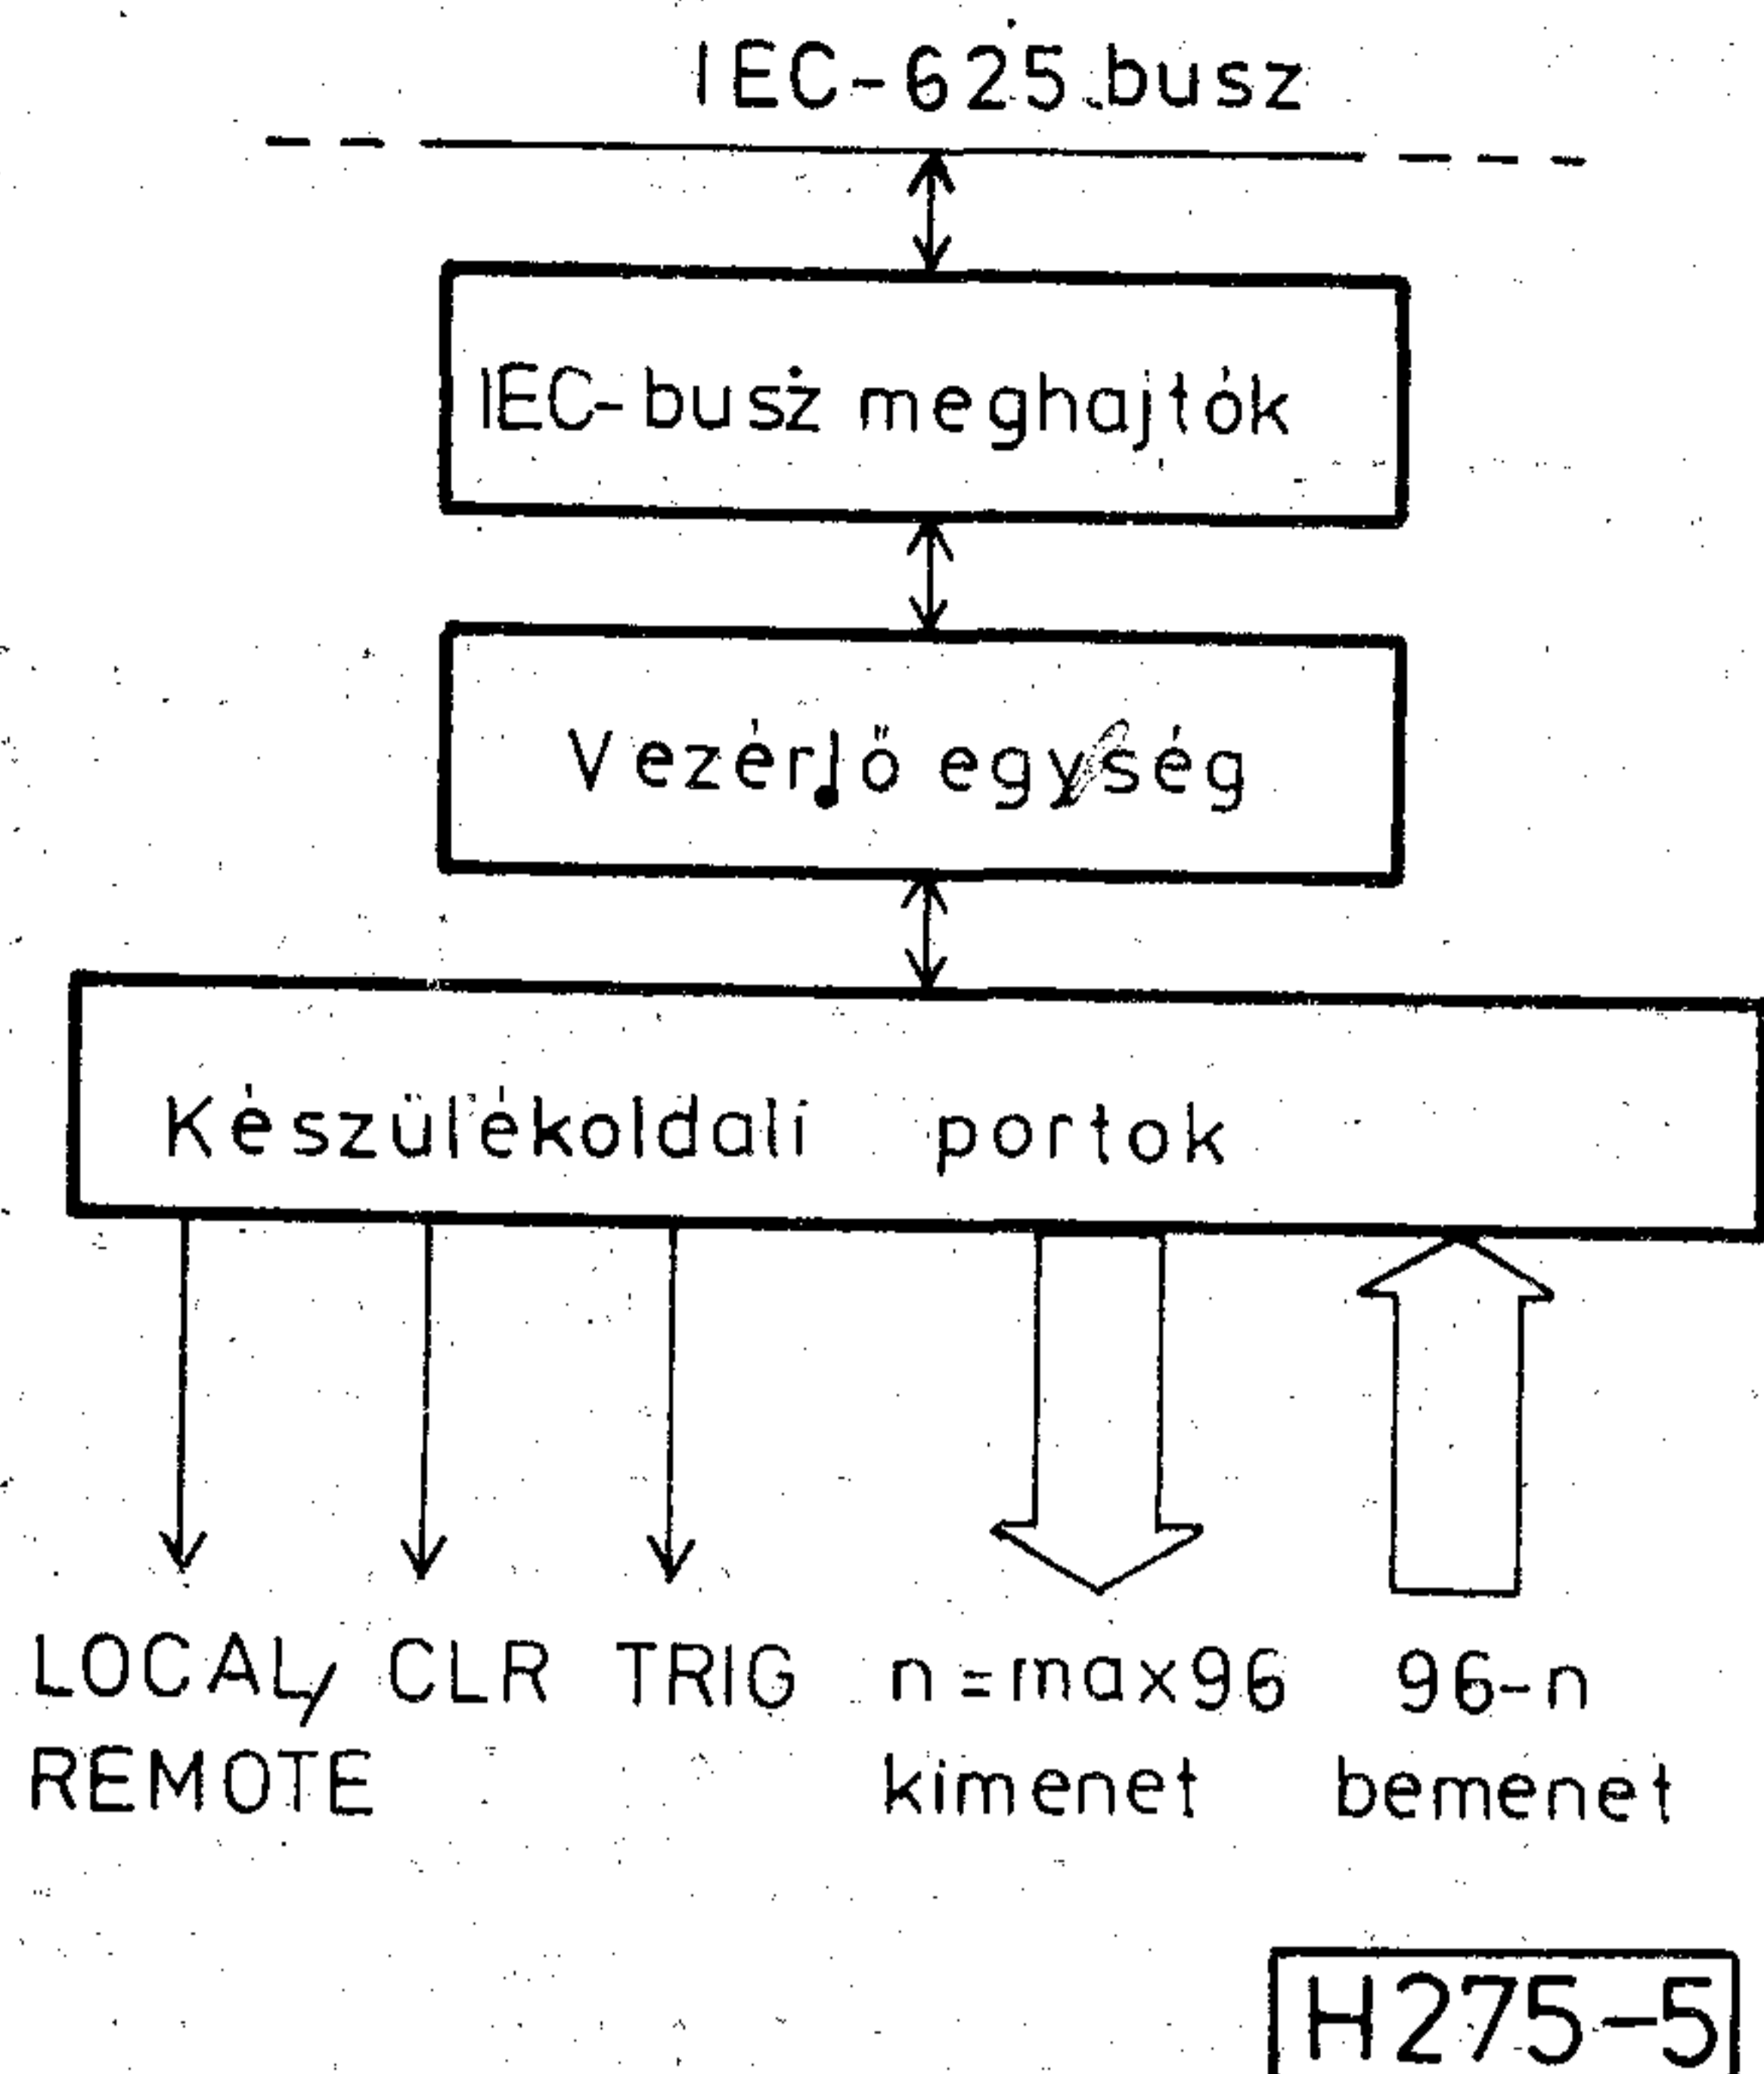 IEC-625 busz
IEC-busz meghajtók
Vezérlő egység
Készülékoldali portok
LOCAL/ CLR TRIG n=max96 96-n
REMOTE kimenet bemenet
H275-5